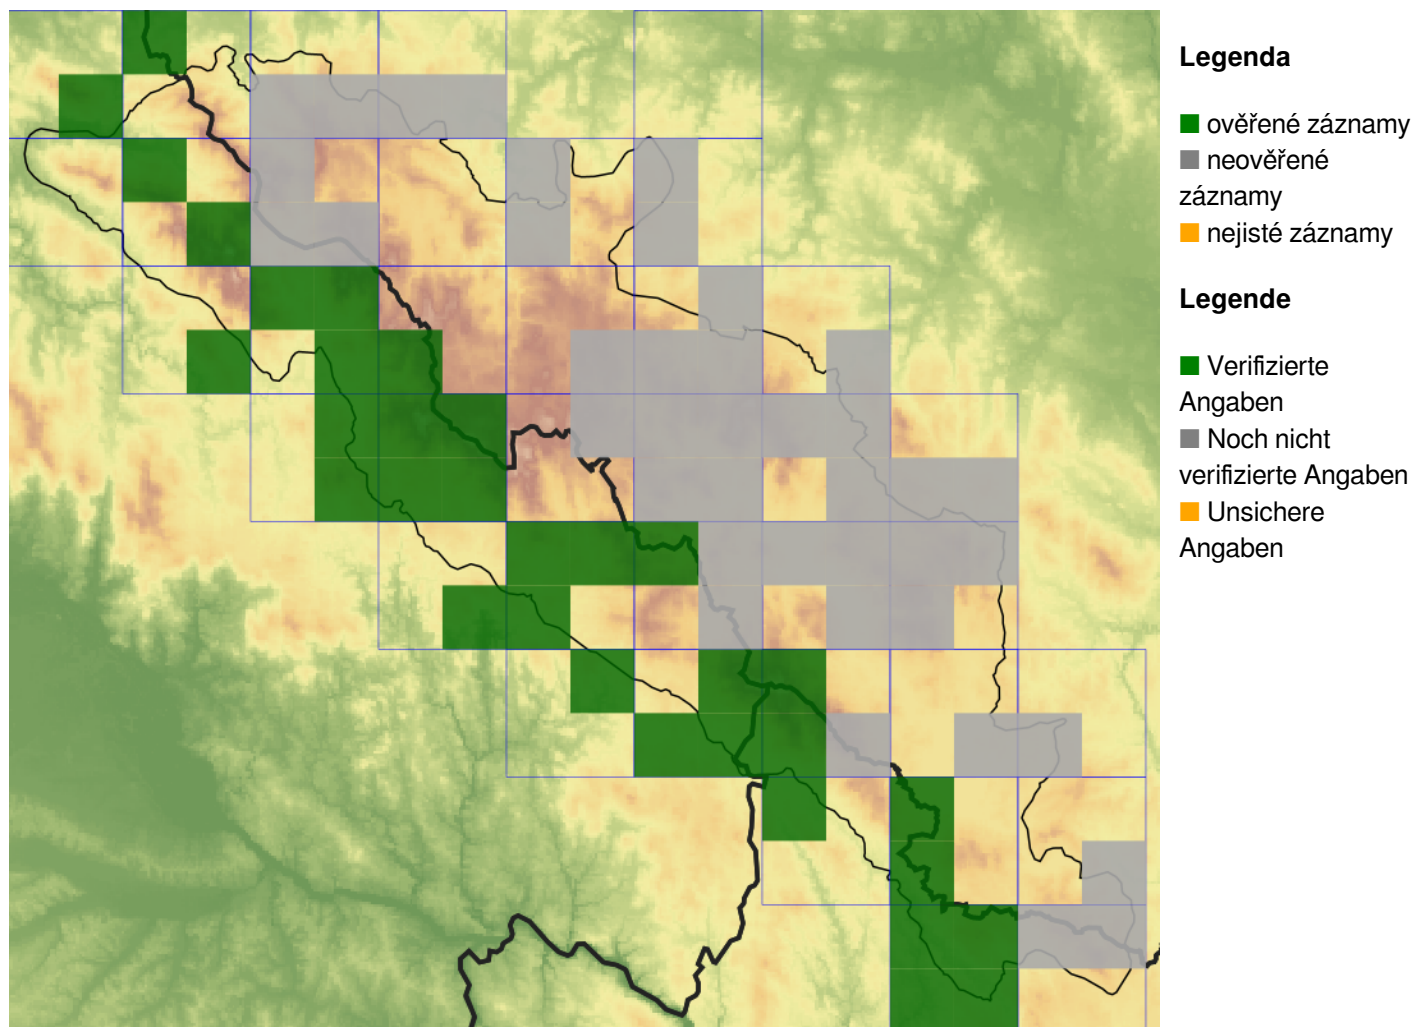 Legenda
ověřené záznamy
neověřené
záznamy
nejisté záznamy
Legende
Verifizierte
Angaben
Noch nicht
verifizierte Angaben
Unsichere
Angaben